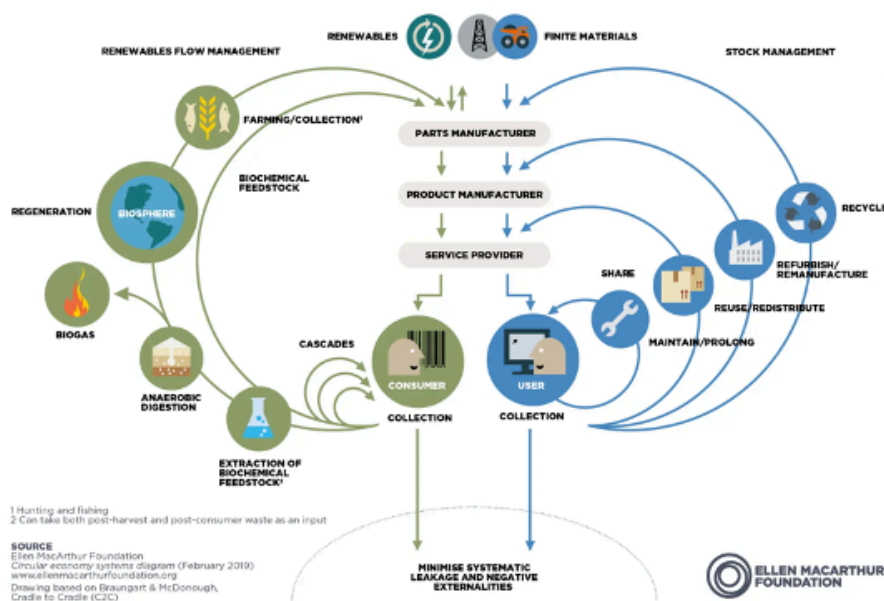 RENEWABLES
FINITE MATERIALS
RENEWABLES FLOW MANAGEMENT
STOCK MANAGEMENT
FARMING/COLLECTION¹
PARTS MANUFACTURER
BIOCHEMICAL
FEEDSTOCK
PRODUCT MANUFACTURER
REGENERATION
BIOSPHERE
RECYCLE
SERVICE PROVIDER
REFURBISH/
REMANUFACTURE
SHARE
REUSE/REDISTRIBUTE
BIOGAS
CASCADES
MAINTAIN/PROLONG
CONSUMER
USER
ANAEROBIC
DIGESTION
COLLECTION
COLLECTION
EXTRACTION OF
BIOCHEMICAL
FEEDSTOCK²
1 Hunting and fishing
2 Can take both post-harvest and post-consumer waste as an input
SOURCE
Ellen MacArthur Foundation
Circular economy systems diagram (February 2019)
www.ellenmacarthurfoundation.org
Drawing based on Braungart & McDonough,
Cradle to Cradle (C2C)
MINIMISE SYSTEMATIC
LEAKAGE AND NEGATIVE
EXTERNALITIES
ELLEN MACARTHUR
FOUNDATION